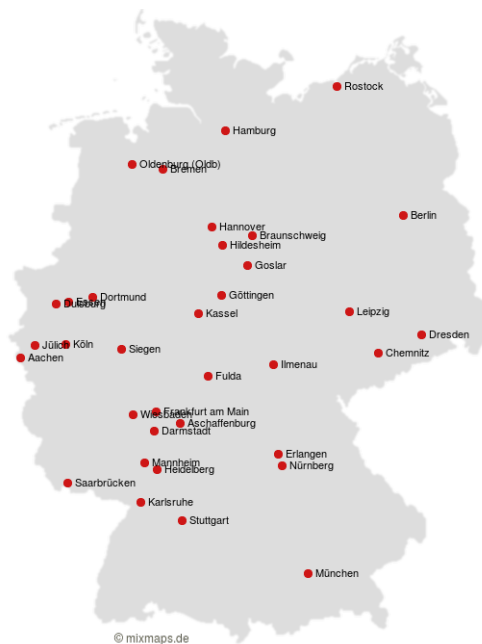 Rostock
Hamburg
Oldenburg (Oldb)
Bremen
Berlin
Hannover
Braunschweig
Hildesheim
Goslar
Göttingen
Dortmund
Essen
Duisburg
Kassel
Leipzig
Dresden
Köln
Jülich
Siegen
Chemnitz
Aachen
Ilmenau
Fulda
Frankfurt am Main
Wiesbaden
Aschaffenburg
Darmstadt
Erlangen
Mannheim
Nürnberg
Heidelberg
Saarbrücken
Karlsruhe
Stuttgart
München
© mixmaps.de